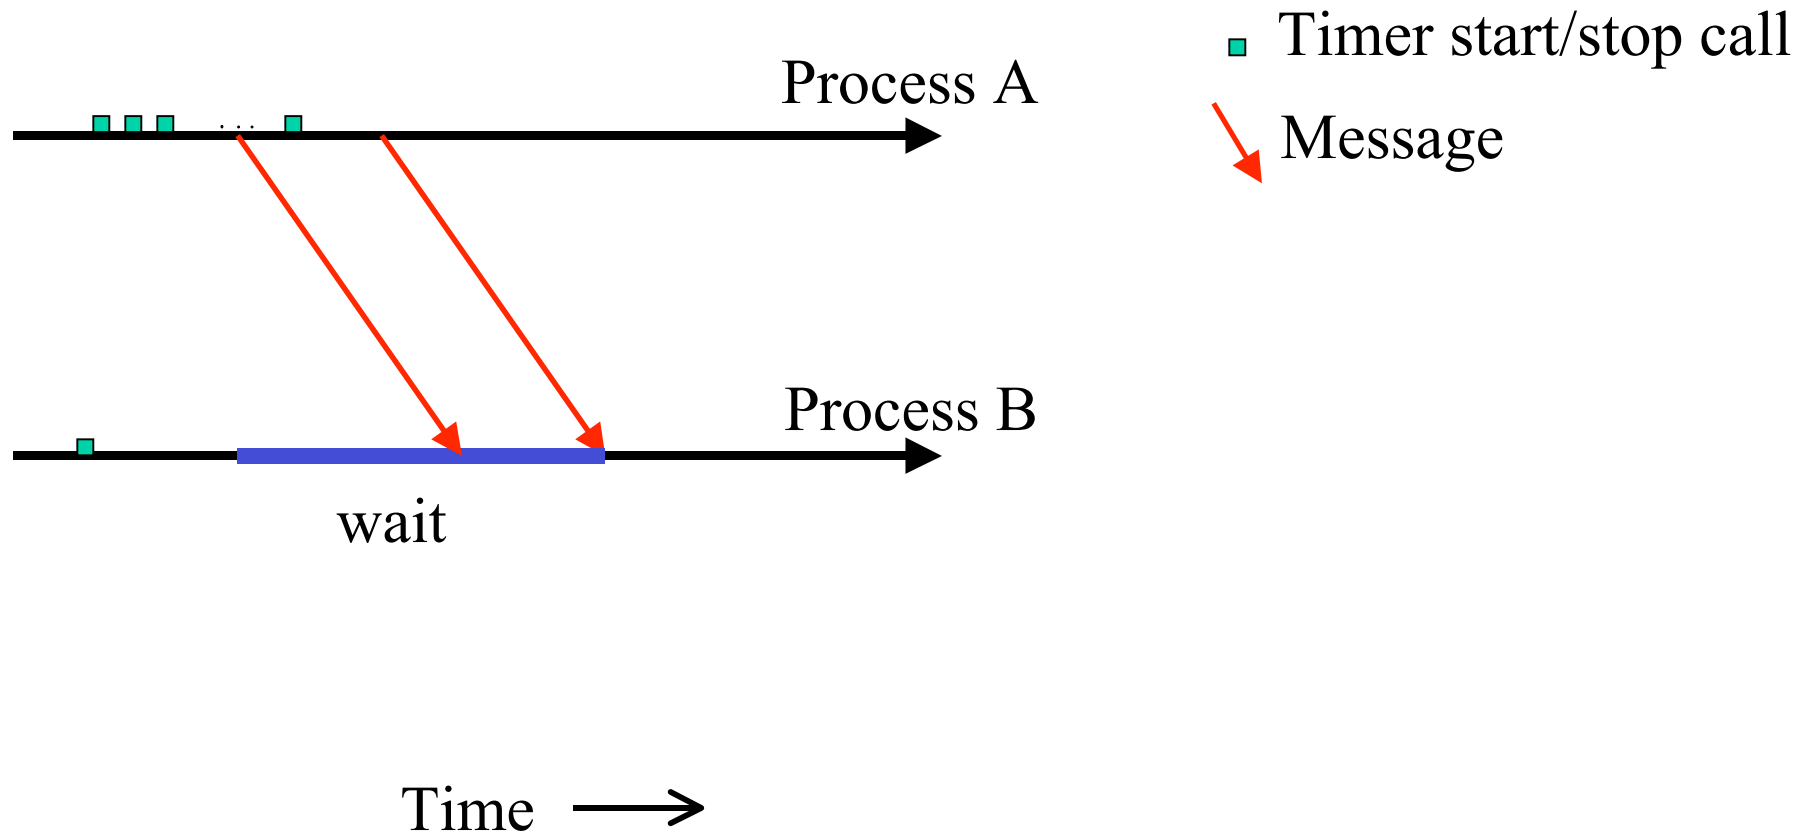 Timer start/stop call
Process A
...
Message
Process B
wait
Time